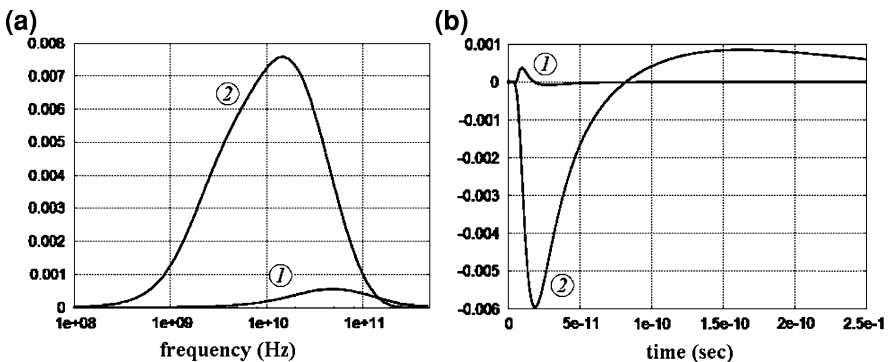 (a)
0.008
0.007
0.006
0.005
0.004
0.003
0.002
0.001
0
1e+08
1e+09
1e+10
1e+11
frequency (Hz)
2
1
(b)
0.001
0
-0.001
-0.002
-0.003
-0.004
-0.005
-0.006
0
5e-11
1e-10
1.5e-10
2e-10
2.5e-1
time (sec)
1
2